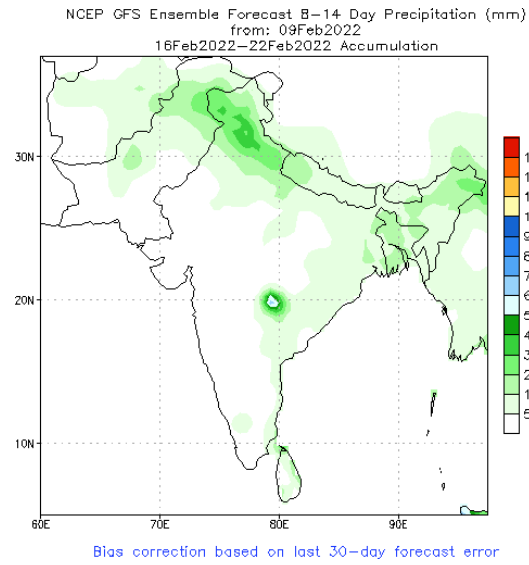 NCEP GFS Ensemble Forecast 8-14 Day Precipitation (mm)
from: 09Feb2022
16Feb2022-22Feb2022 Accumulation
30N
20N
10N
60E 70E 80E 90E
Bias correction based on last 30-day forecast error